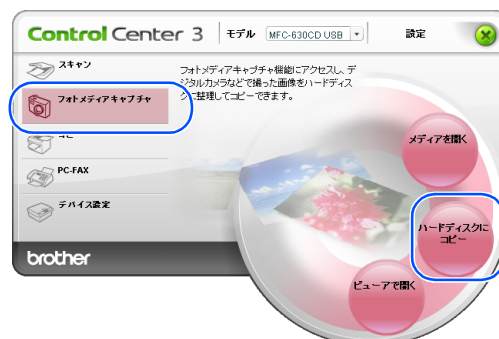 Control Center 3
モデル
MFC-630CD USB
設定
スキャン
フォトメディアキャプチャ
PC-FAX
デバイス設定
フォトメディアキャプチャ機能にアクセスし、デ
ジタルカメラなどで撮った画像をハードディス
クに整理してコピーできます。
メディアを開く
ハードディスクに
コピー
ビューアで開く
brother